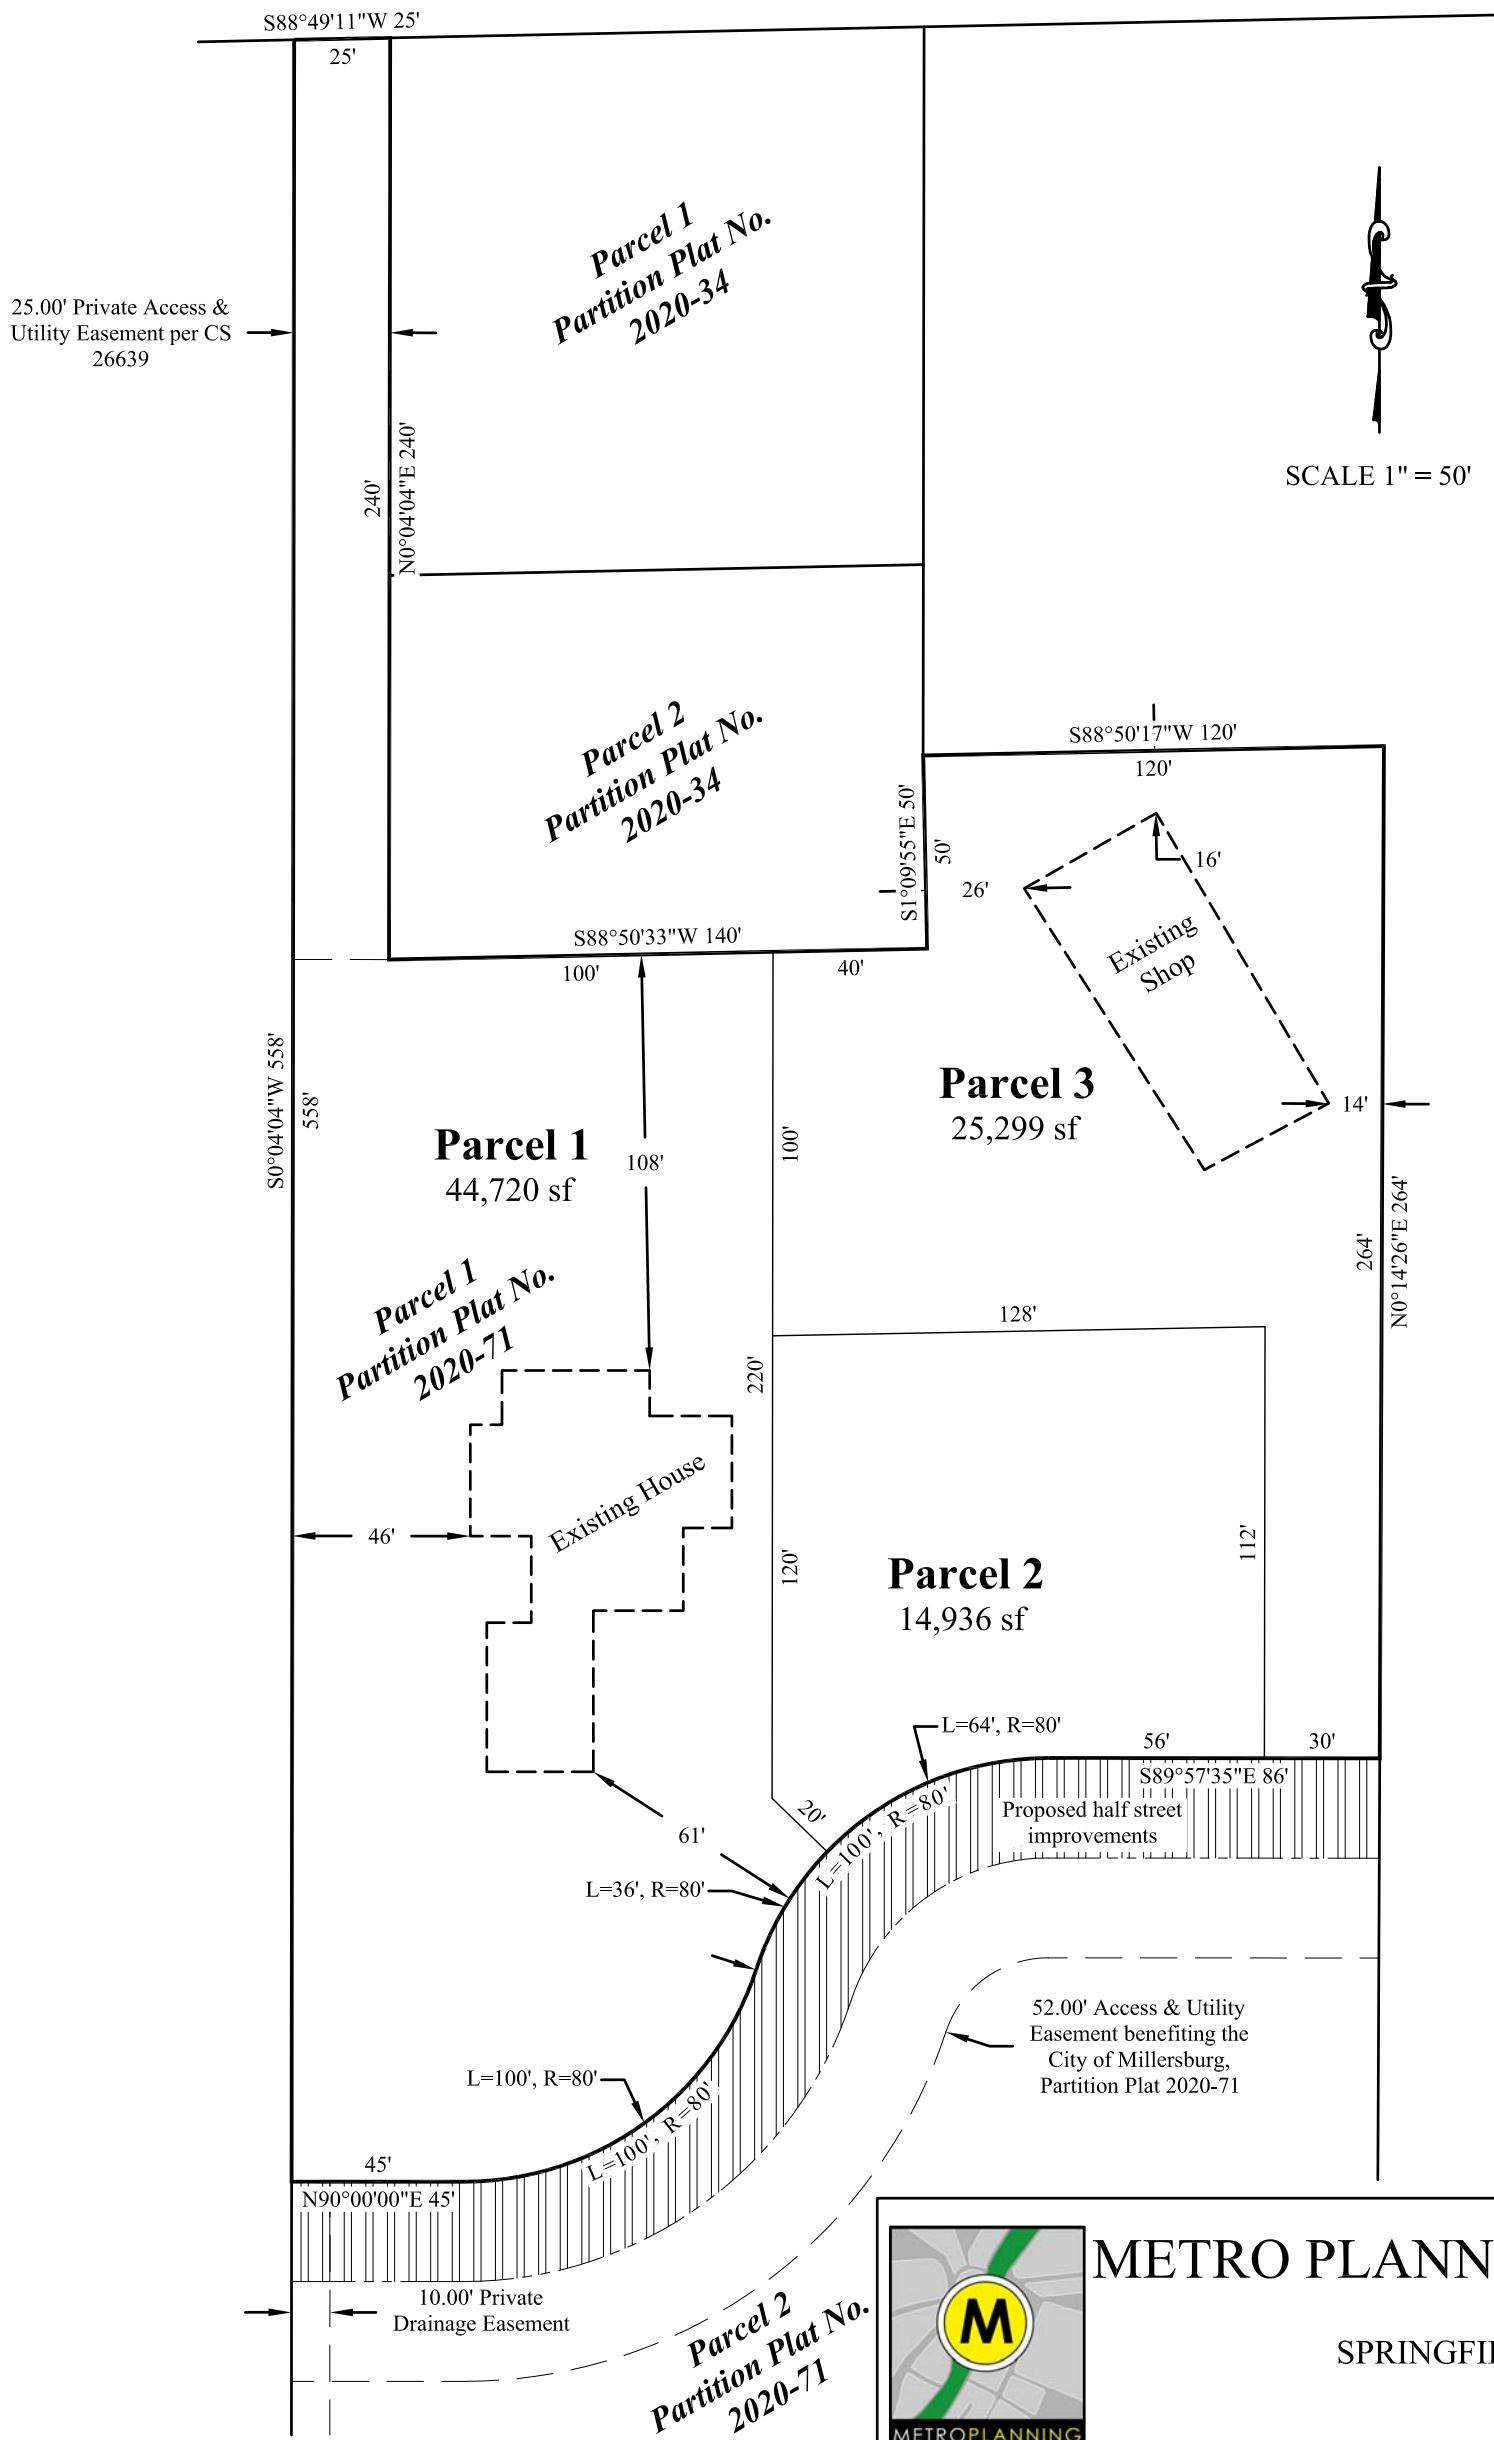 S88°49'11"W 25'
25'
Parcel 1
Partition Plat No.
2020-34
25.00' Private Access &
Utility Easement per CS
26639
240'
N0°04'04"E 240'
SCALE 1" = 50'
Parcel 2
Partition Plat No.
2020-34
S88°50'17"W 120'
120'
S1°09'55"E 50'
50'
16'
26'
Existing
Shop
S88°50'33"W 140'
100'
40'
S0°04'04"W 558'
558'
Parcel 3
25,299 sf
14'
Parcel 1
44,720 sf
108'
100'
264'
N0°14'26"E 264'
Parcel 1
Partition Plat No.
2020-71
128'
220'
Existing House
46'
120'
112'
Parcel 2
14,936 sf
L=64', R=80'
56'
30'
S89°57'35"E 86'
20'
L=100', R=80'
Proposed half street
improvements
61'
L=36', R=80'
52.00' Access & Utility
Easement benefiting the
City of Millersburg,
Partition Plat 2020-71
L=100', R=80'
L=100', R=80'
45'
N90°00'00"E 45'
10.00' Private
Drainage Easement
Parcel 2
Partition Plat No.
2020-71
METRO PLANN
M
SPRINGFI
METROPLANNING